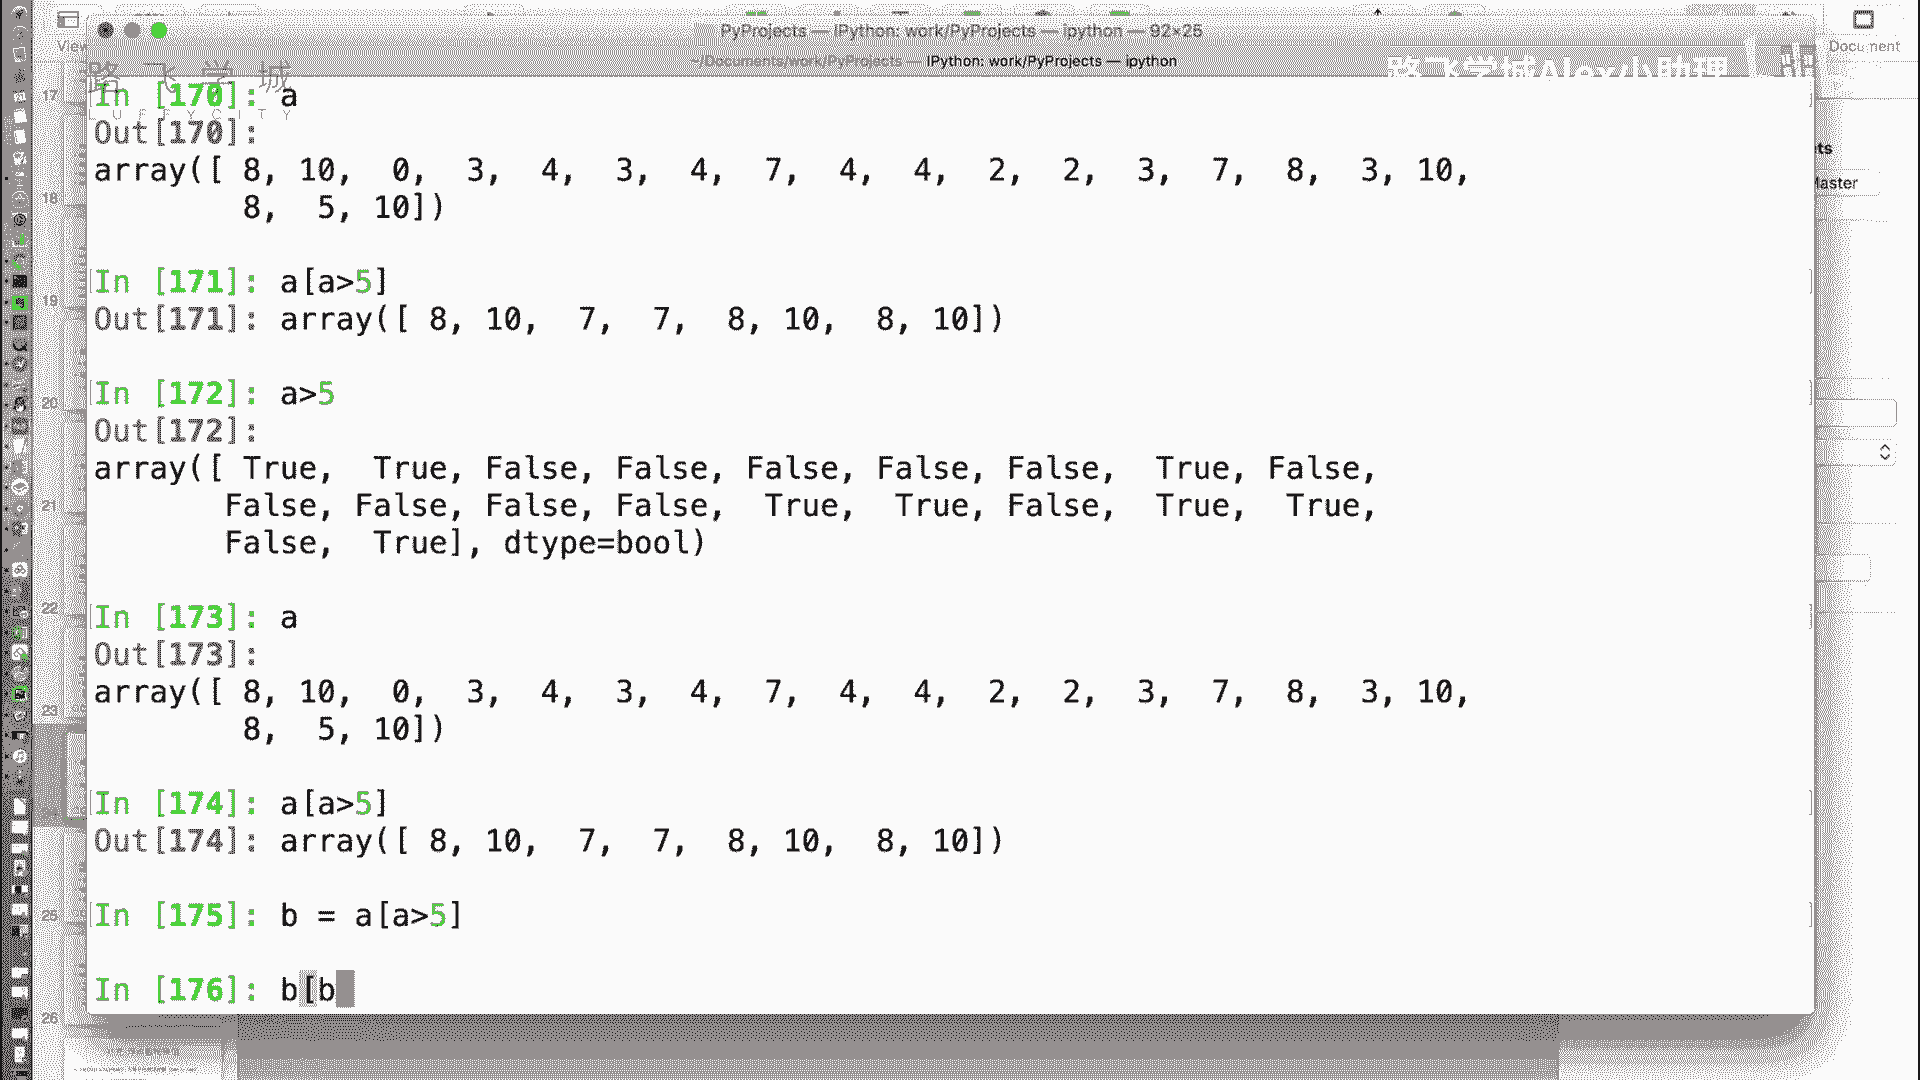 PyProjects — IPython: work/PyProjects — ipython — 92×25
~/Documents/work/PyProjects — IPython: work/PyProjects — ipython
View
Document
路飞学城
LUFFYCITY
路飞学城Alex小助理
17
In [170]: a
Out[170]:
array([ 8, 10,  0,  3,  4,  3,  4,  7,  4,  4,  2,  2,  3,  7,  8,  3, 10,
18
        8,  5, 10])
Master
In [171]: a[a>5]
19
Out[171]: array([ 8, 10,  7,  7,  8, 10,  8, 10])
In [172]: a>5
20
Out[172]:
array([ True,  True, False, False, False, False, False,  True, False,
21
       False, False, False, False,  True,  True, False,  True,  True,
       False,  True], dtype=bool)
22
In [173]: a
Out[173]:
array([ 8, 10,  0,  3,  4,  3,  4,  7,  4,  4,  2,  2,  3,  7,  8,  3, 10,
23
        8,  5, 10])
In [174]: a[a>5]
Out[174]: array([ 8, 10,  7,  7,  8, 10,  8, 10])
25
In [175]: b = a[a>5]
In [176]: b[b
26